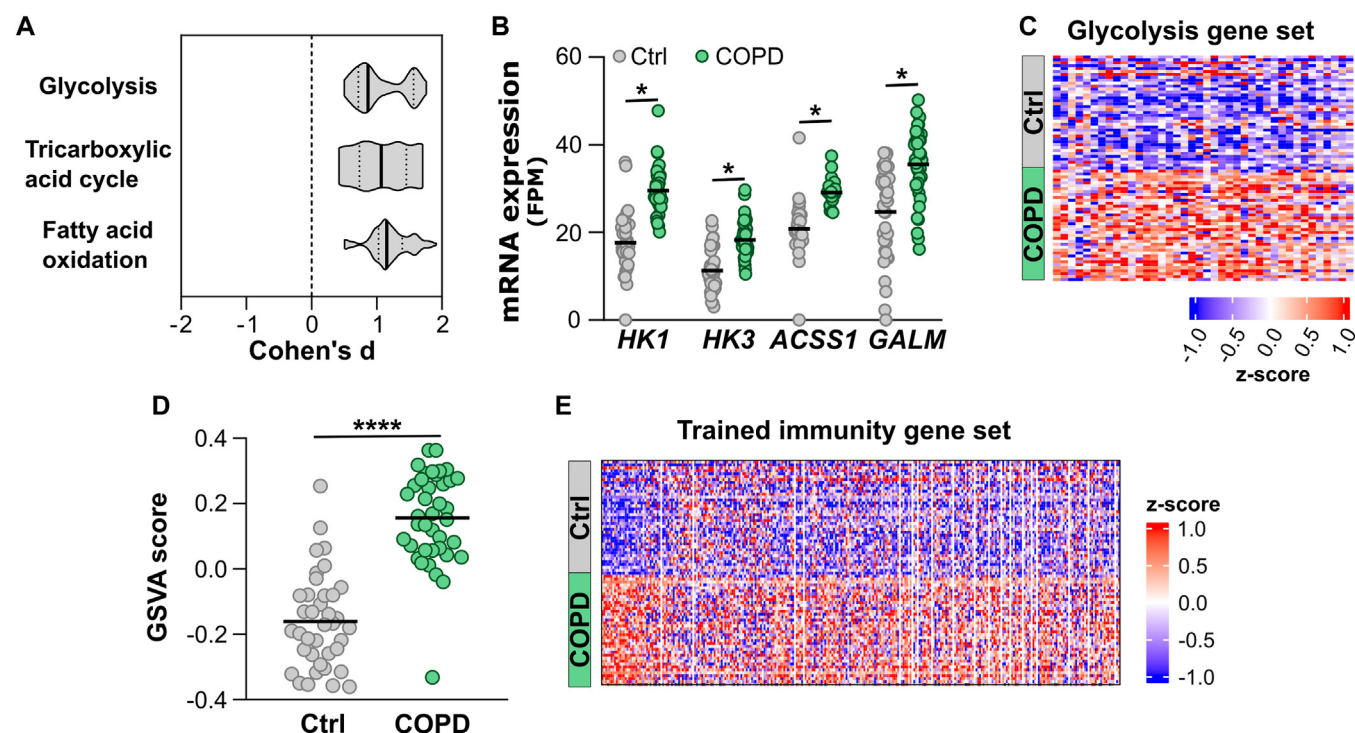 A
Glycolysis
Tricarboxylic
acid cycle
Fatty acid
oxidation
-2
-1
0
1
2
Cohen's d
B
Ctrl
COPD
mRNA expression
(FPM)
60
40
20
0
*
*
*
*
HK1
HK3
ACSS1
GALM
C
Glycolysis gene set
Ctrl
COPD
-1.0
-0.5
0.0
0.5
1.0
z-score
D
GSVA score
0.4
0.2
0.0
-0.2
-0.4
****
Ctrl
COPD
E
Trained immunity gene set
Ctrl
COPD
z-score
1.0
0.5
0.0
-0.5
-1.0